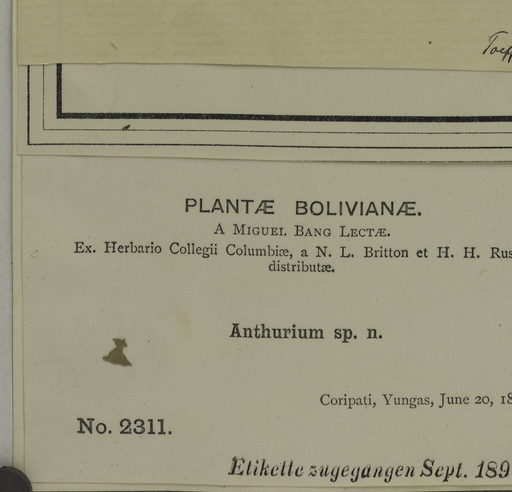 PLANTÆ BOLIVIANÆ.
A MIGUEL BANG LECTÆ.
Ex. Herbario Collegii Columbiæ, a N. L. Britton et H. H. Rus
distributæ.
Anthurium sp. n.
Coripati, Yungas, June 20, 18
No. 2311.
Etikette zugegangen Sept. 189